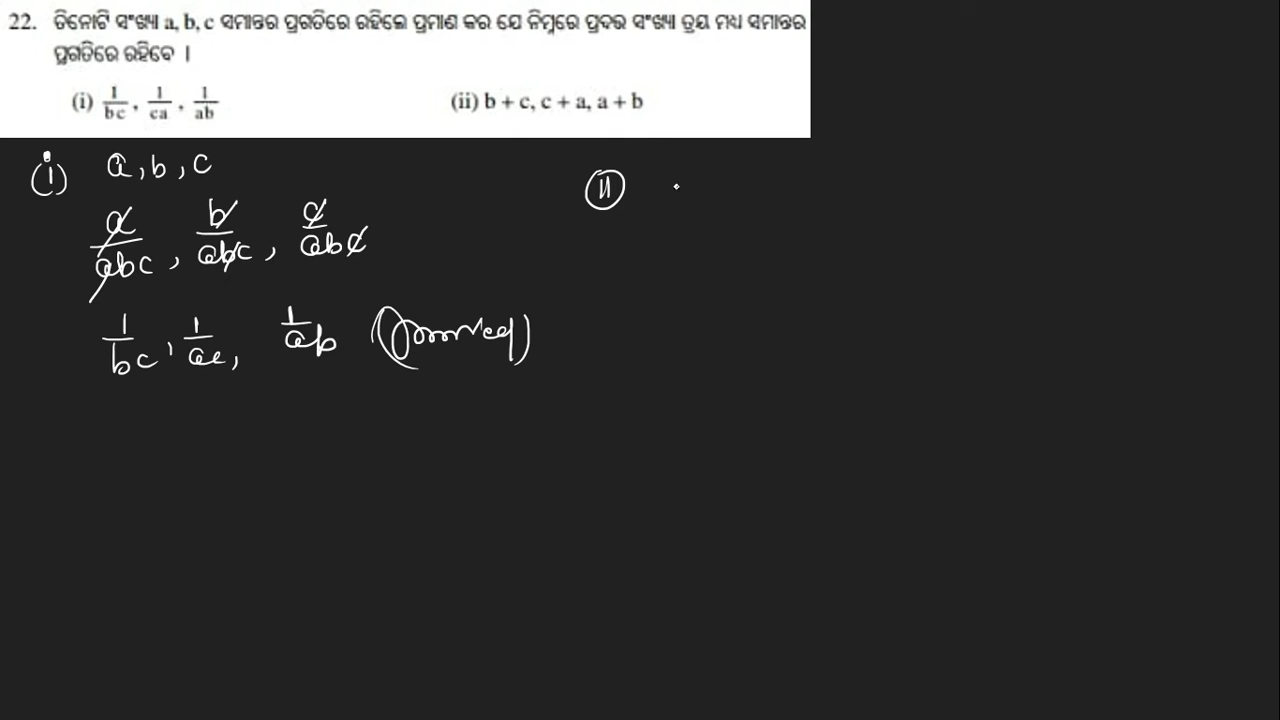 22. ତିନୋଟି ସଂଖ୍ୟା a, b, c ସମାନ୍ତର ପ୍ରଗତିରେ ରହିଲେ ପ୍ରମାଣ କର ଯେ ନିମ୍ନରେ ପ୍ରଦତ୍ତ ସଂଖ୍ୟା ତ୍ରୟ ମଧ୍ୟ ସମାନ୍ତର
ପ୍ରଗତିରେ ରହିବେ ।
(i) 1/bc, 1/ca, 1/ab (ii) b + c, c + a, a + b
(i) a, b, c
a/abc, b/abc, c/abc
1/bc, 1/ac, 1/ab
(II)